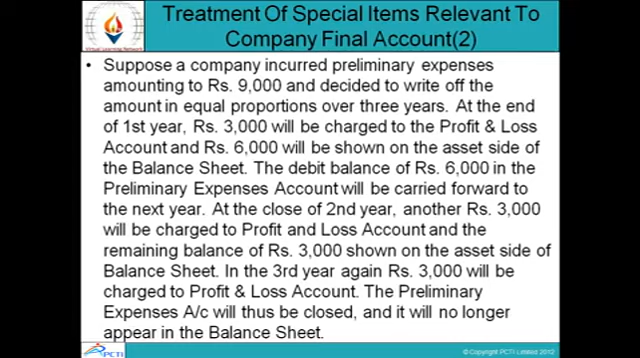 Treatment Of Special Items Relevant To
Company Final Account(2)
Virtual Learning Network
• Suppose a company incurred preliminary expenses
amounting to Rs. 9,000 and decided to write off the
amount in equal proportions over three years. At the end
of 1st year, Rs. 3,000 will be charged to the Profit & Loss
Account and Rs. 6,000 will be shown on the asset side of
the Balance Sheet. The debit balance of Rs. 6,000 in the
Preliminary Expenses Account will be carried forward to
the next year. At the close of 2nd year, another Rs. 3,000
will be charged to Profit and Loss Account and the
remaining balance of Rs. 3,000 shown on the asset side of
Balance Sheet. In the 3rd year again Rs. 3,000 will be
charged to Profit & Loss Account. The Preliminary
Expenses A/c will thus be closed, and it will no longer
appear in the Balance Sheet.
PCTI
© Copyright PCTI Limited 2012